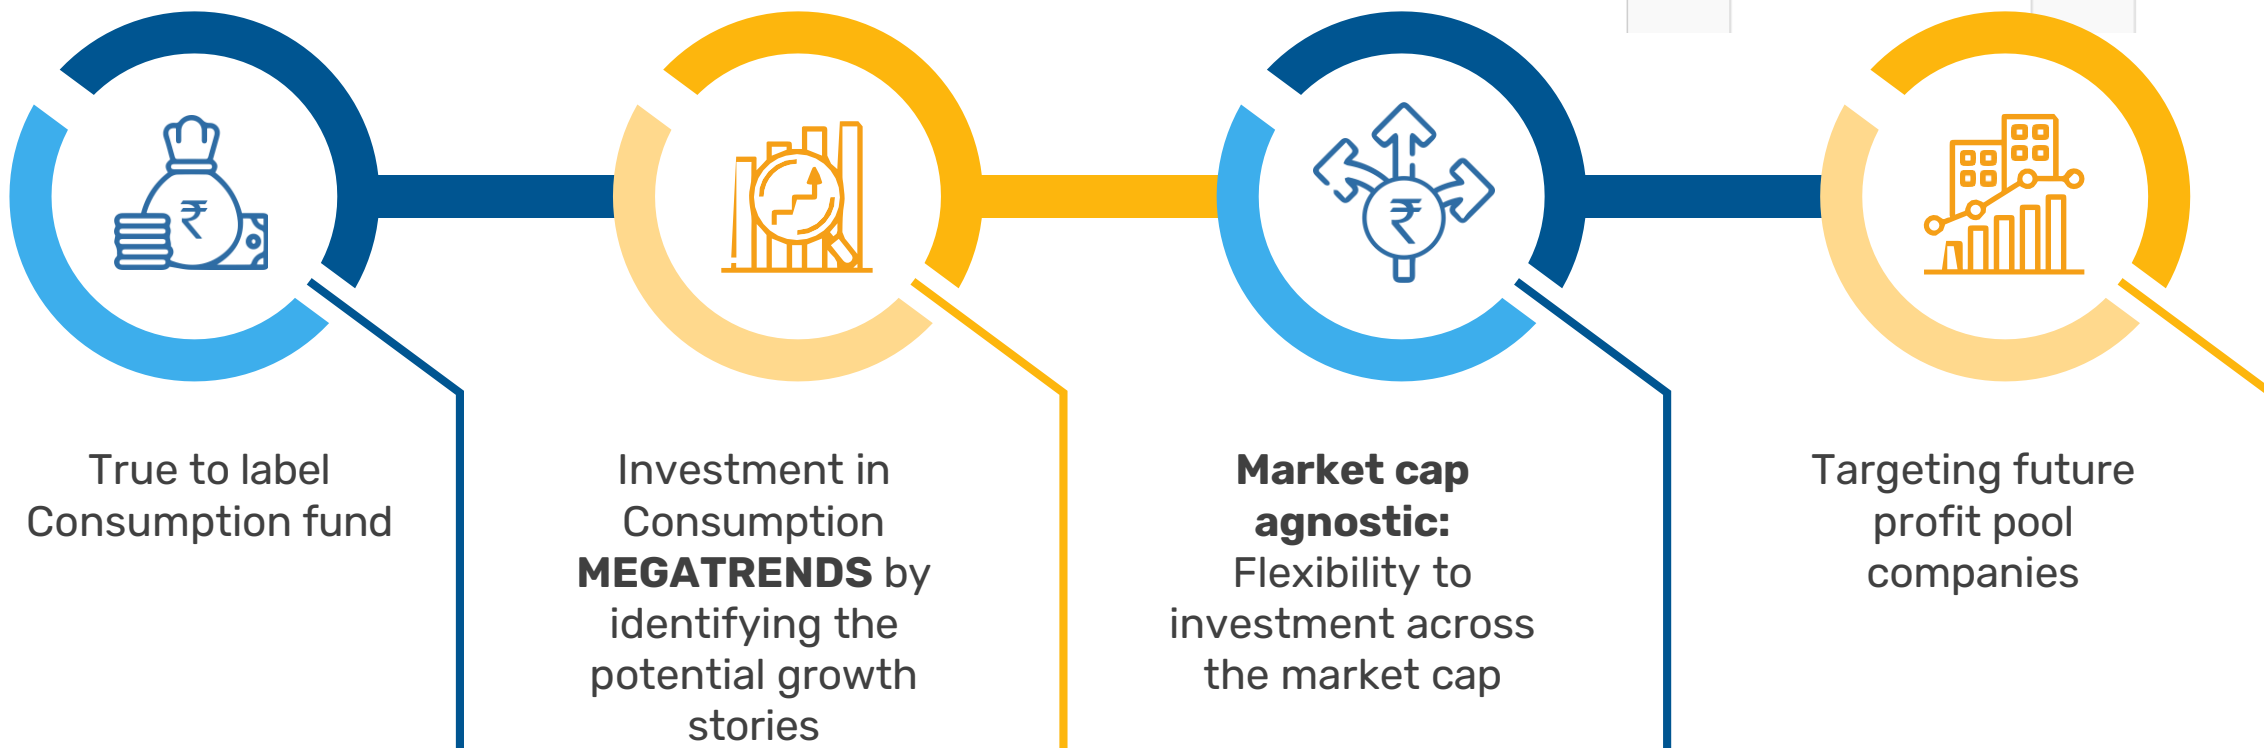 True to label
Consumption fund
Investment in
Consumption
MEGATRENDS by
identifying the
potential growth
stories
Market cap
agnostic:
Flexibility to
investment across
the market cap
Targeting future
profit pool
companies
₹
₹